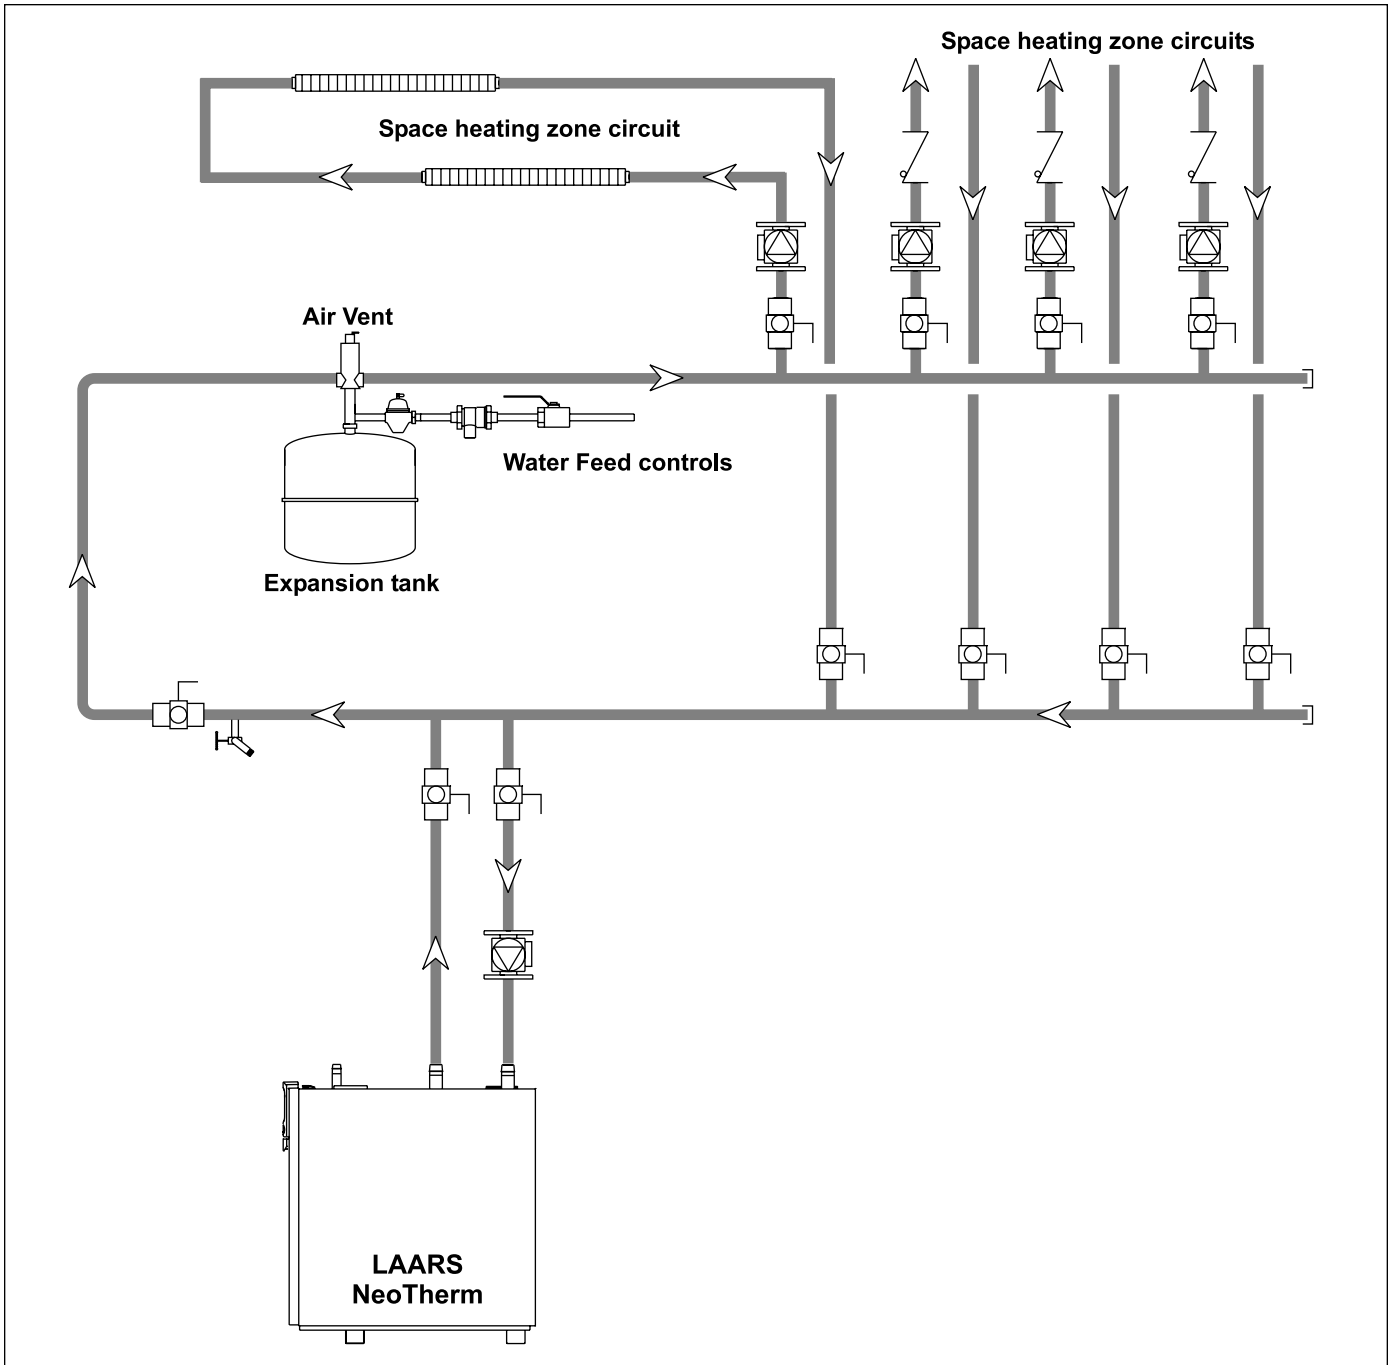 Space heating zone circuits
Space heating zone circuit
Air Vent
Water Feed controls
Expansion tank
LAARS
NeoTherm